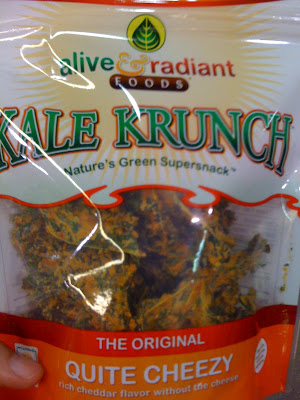 alive & radiant
FOODS
KALE KRUNCH
Nature's Green Supersnack™
THE ORIGINAL
QUITE CHEEZY
rich cheddar flavor without the cheese